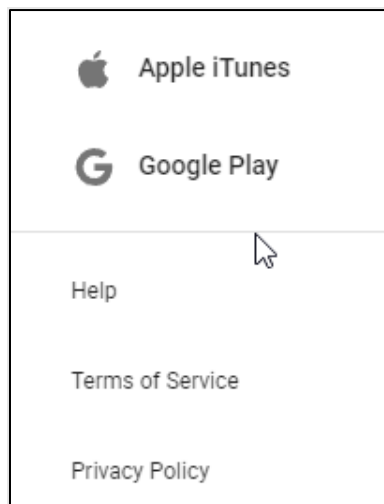 Apple iTunes
Google Play
Help
Terms of Service
Privacy Policy